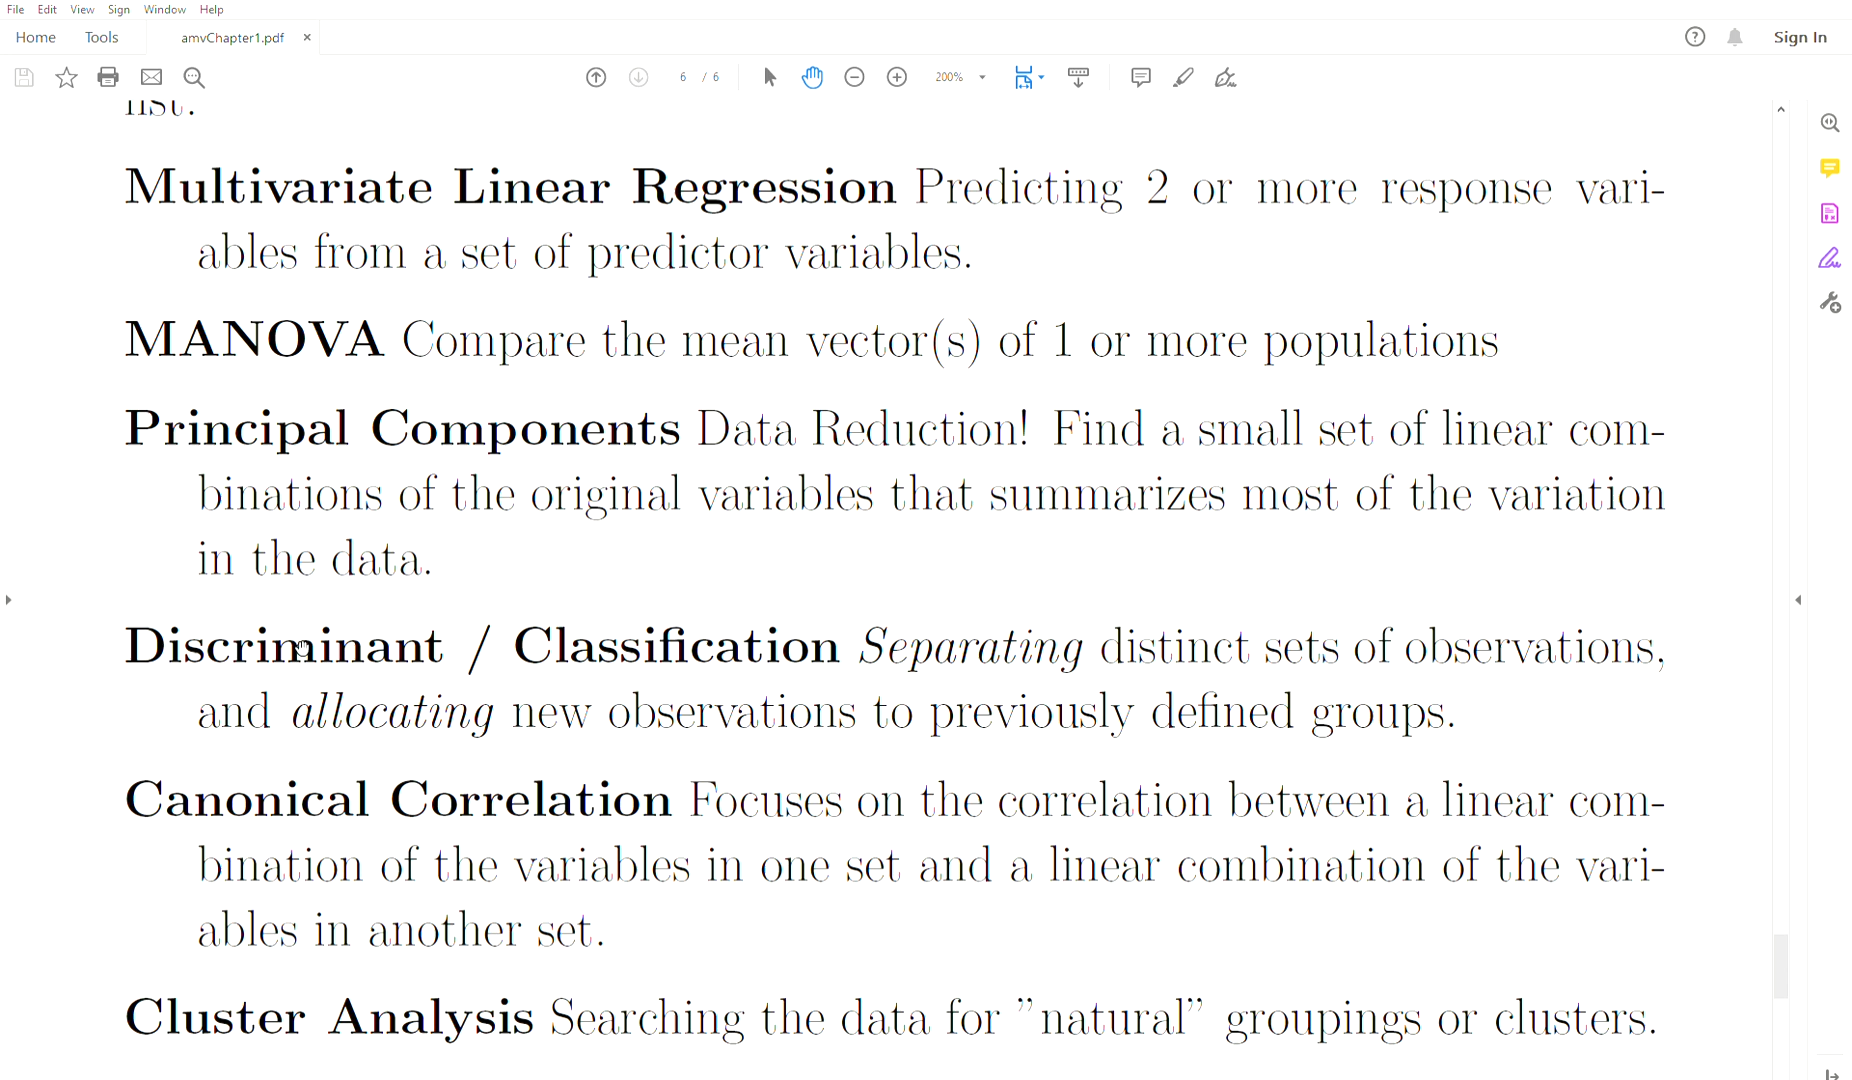 File Edit View Sign Window Help
Home Tools amvChapter1.pdf × Sign In
6 / 6 200%
list.
Multivariate Linear Regression Predicting 2 or more response vari-
ables from a set of predictor variables.
MANOVA Compare the mean vector(s) of 1 or more populations
Principal Components Data Reduction! Find a small set of linear com-
binations of the original variables that summarizes most of the variation
in the data.
Discriminant / Classification Separating distinct sets of observations,
and allocating new observations to previously defined groups.
Canonical Correlation Focuses on the correlation between a linear com-
bination of the variables in one set and a linear combination of the vari-
ables in another set.
Cluster Analysis Searching the data for ”natural” groupings or clusters.